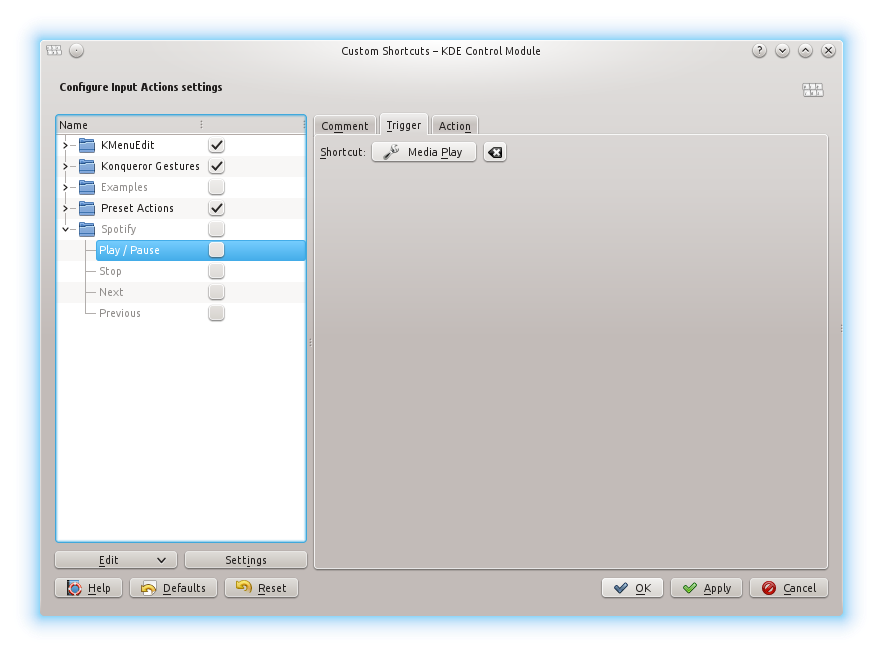 Custom Shortcuts – KDE Control Module
Configure Input Actions settings
Name
Comment Trigger Action
KMenuEdit
Shortcut: Media Play
Konqueror Gestures
Examples
Preset Actions
Spotify
Play / Pause
Stop
Next
Previous
Edit Settings
Help Defaults Reset OK Apply Cancel